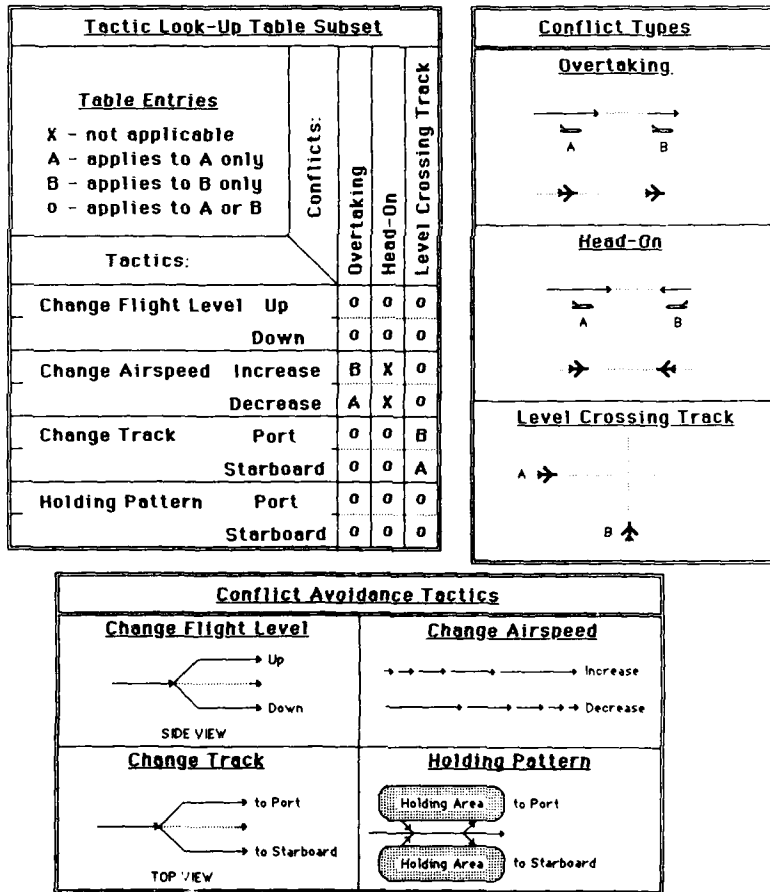 Tactic Look-Up Table Subset
Table Entries
X - not applicable
A - applies to A only
B - applies to B only
o - applies to A or B
Conflicts:
Overtaking
Head-On
Level Crossing Track
Tactics:
Change Flight Level Up o o o
Down o o o
Change Airspeed Increase B X o
Decrease A X o
Change Track Port o o B
Starboard o o A
Holding Pattern Port o o o
Starboard o o o
Conflict Types
Overtaking
A B
Head-On
A B
Level Crossing Track
A
B
Conflict Avoidance Tactics
Change Flight Level
Up
Down
SIDE VIEW
Change Airspeed
Increase
Decrease
Change Track
to Port
to Starboard
TOP VIEW
Holding Pattern
Holding Area to Port
Holding Area to Starboard